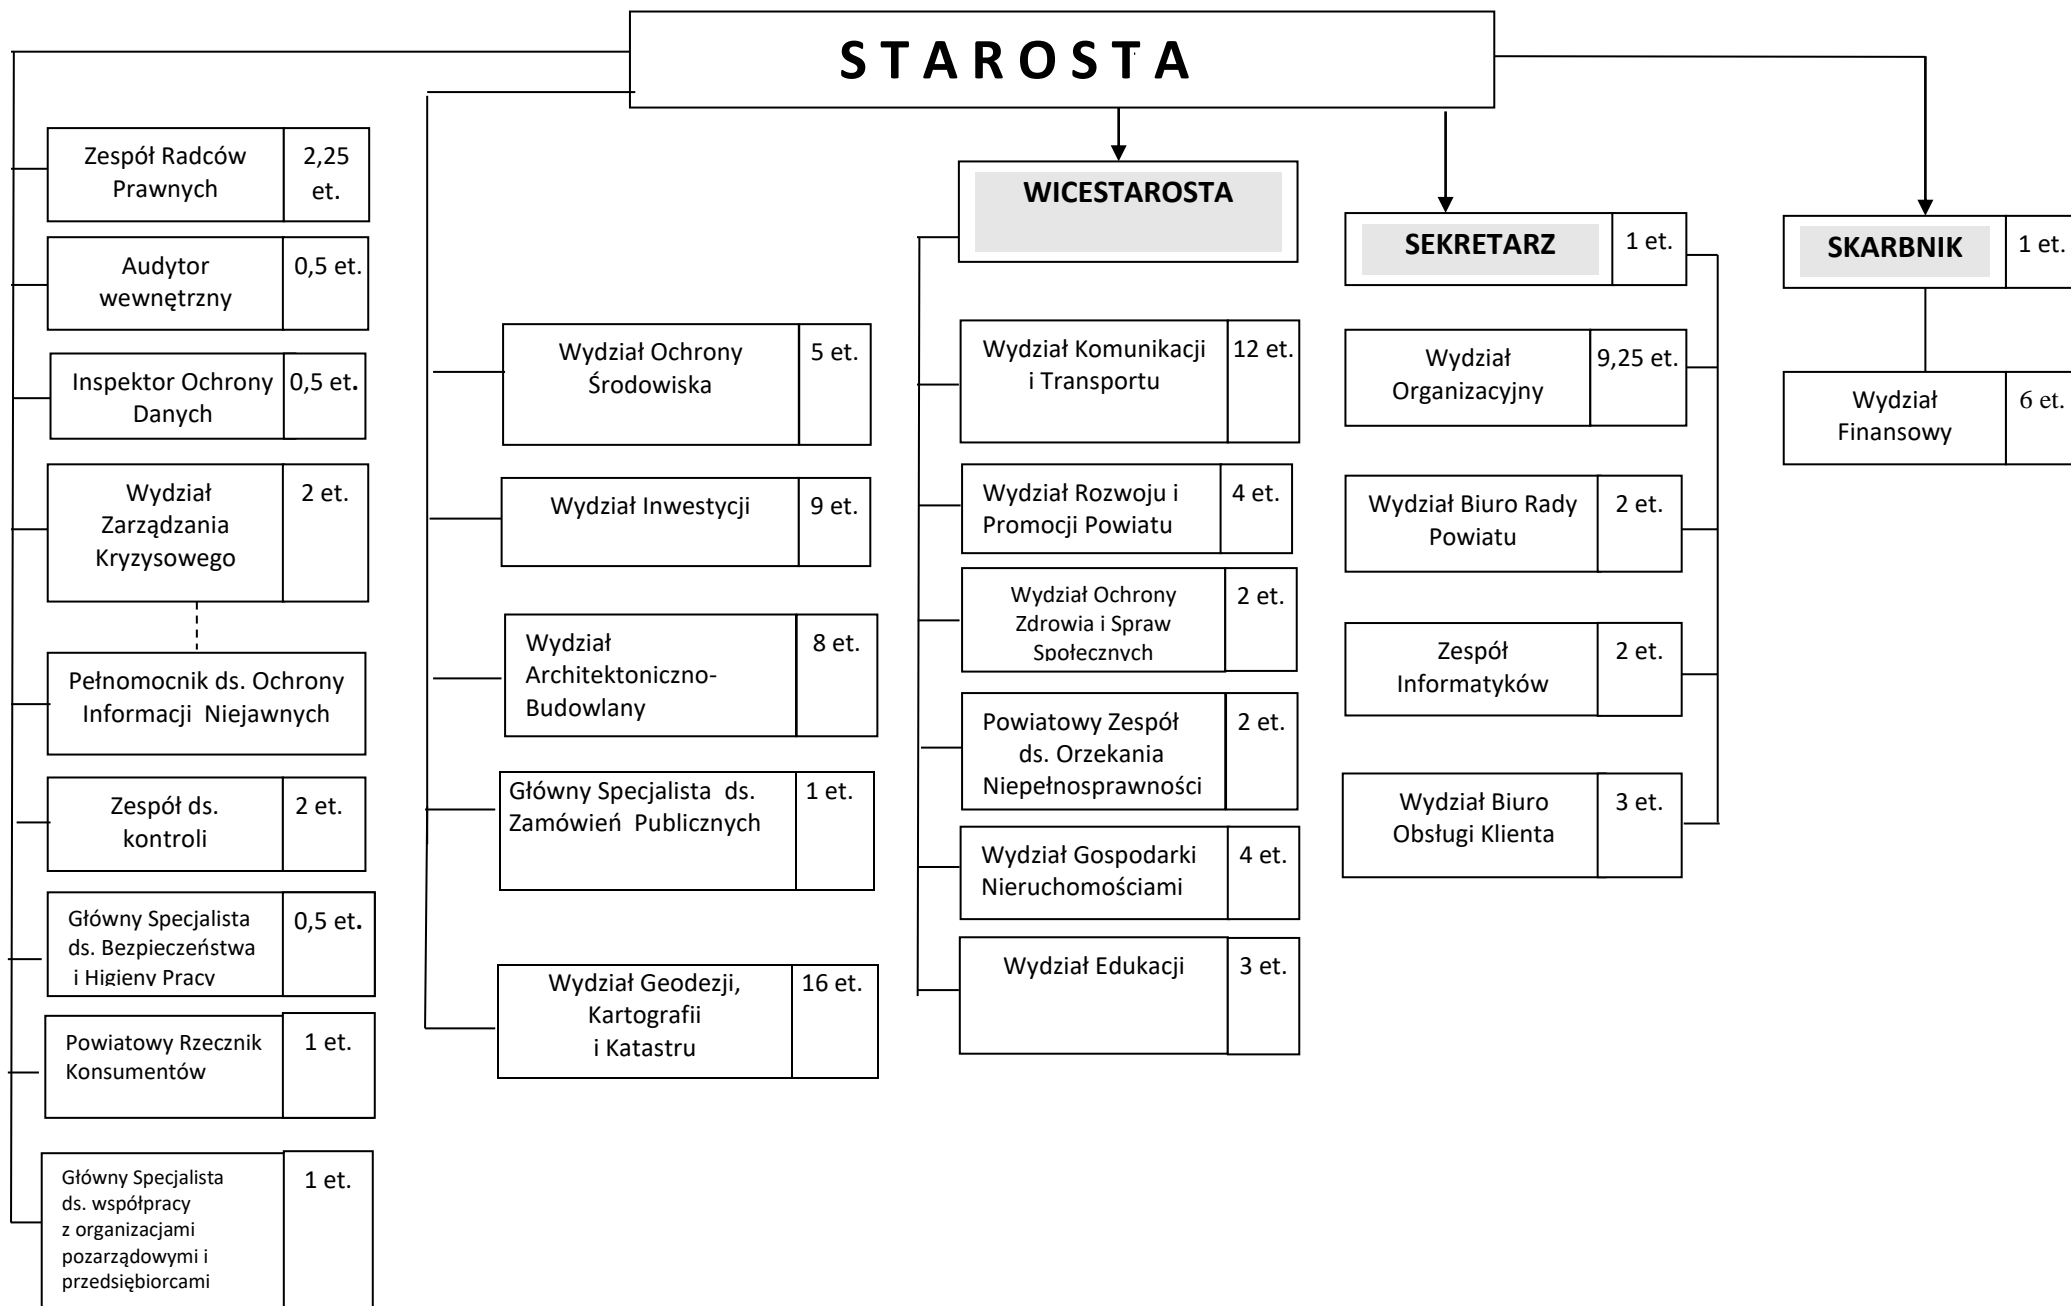 STAROSTA
Zespół Radców
Prawnych
2,25
et.
Audytor
wewnętrzny
0,5 et.
Inspektor Ochrony
Danych
0,5 et.
Wydział
Zarządzania
Kryzysowego
2 et.
Pełnomocnik ds. Ochrony
Informacji Niejawnych
Zespół ds.
kontroli
2 et.
Główny Specjalista
ds. Bezpieczeństwa
i Higieny Pracy
0,5 et.
Powiatowy Rzecznik
Konsumentów
1 et.
Główny Specjalista
ds. współpracy
z organizacjami
pozarządowymi i
przedsiębiorcami
1 et.
Wydział Ochrony
Środowiska
5 et.
Wydział Inwestycji
9 et.
Wydział
Architektoniczno-
Budowlany
8 et.
Główny Specjalista ds.
Zamówień Publicznych
1 et.
Wydział Geodezji,
Kartografii
i Katastru
16 et.
WICESTAROSTA
Wydział Komunikacji
i Transportu
12 et.
Wydział Rozwoju i
Promocji Powiatu
4 et.
Wydział Ochrony
Zdrowia i Spraw
Społecznych
2 et.
Powiatowy Zespół
ds. Orzekania
Niepełnosprawności
2 et.
Wydział Gospodarki
Nieruchomościami
4 et.
Wydział Edukacji
3 et.
SEKRETARZ
1 et.
Wydział
Organizacyjny
9,25 et.
Wydział Biuro Rady
Powiatu
2 et.
Zespół
Informatyków
2 et.
Wydział Biuro
Obsługi Klienta
3 et.
SKARBNIK
1 et.
Wydział
Finansowy
6 et.